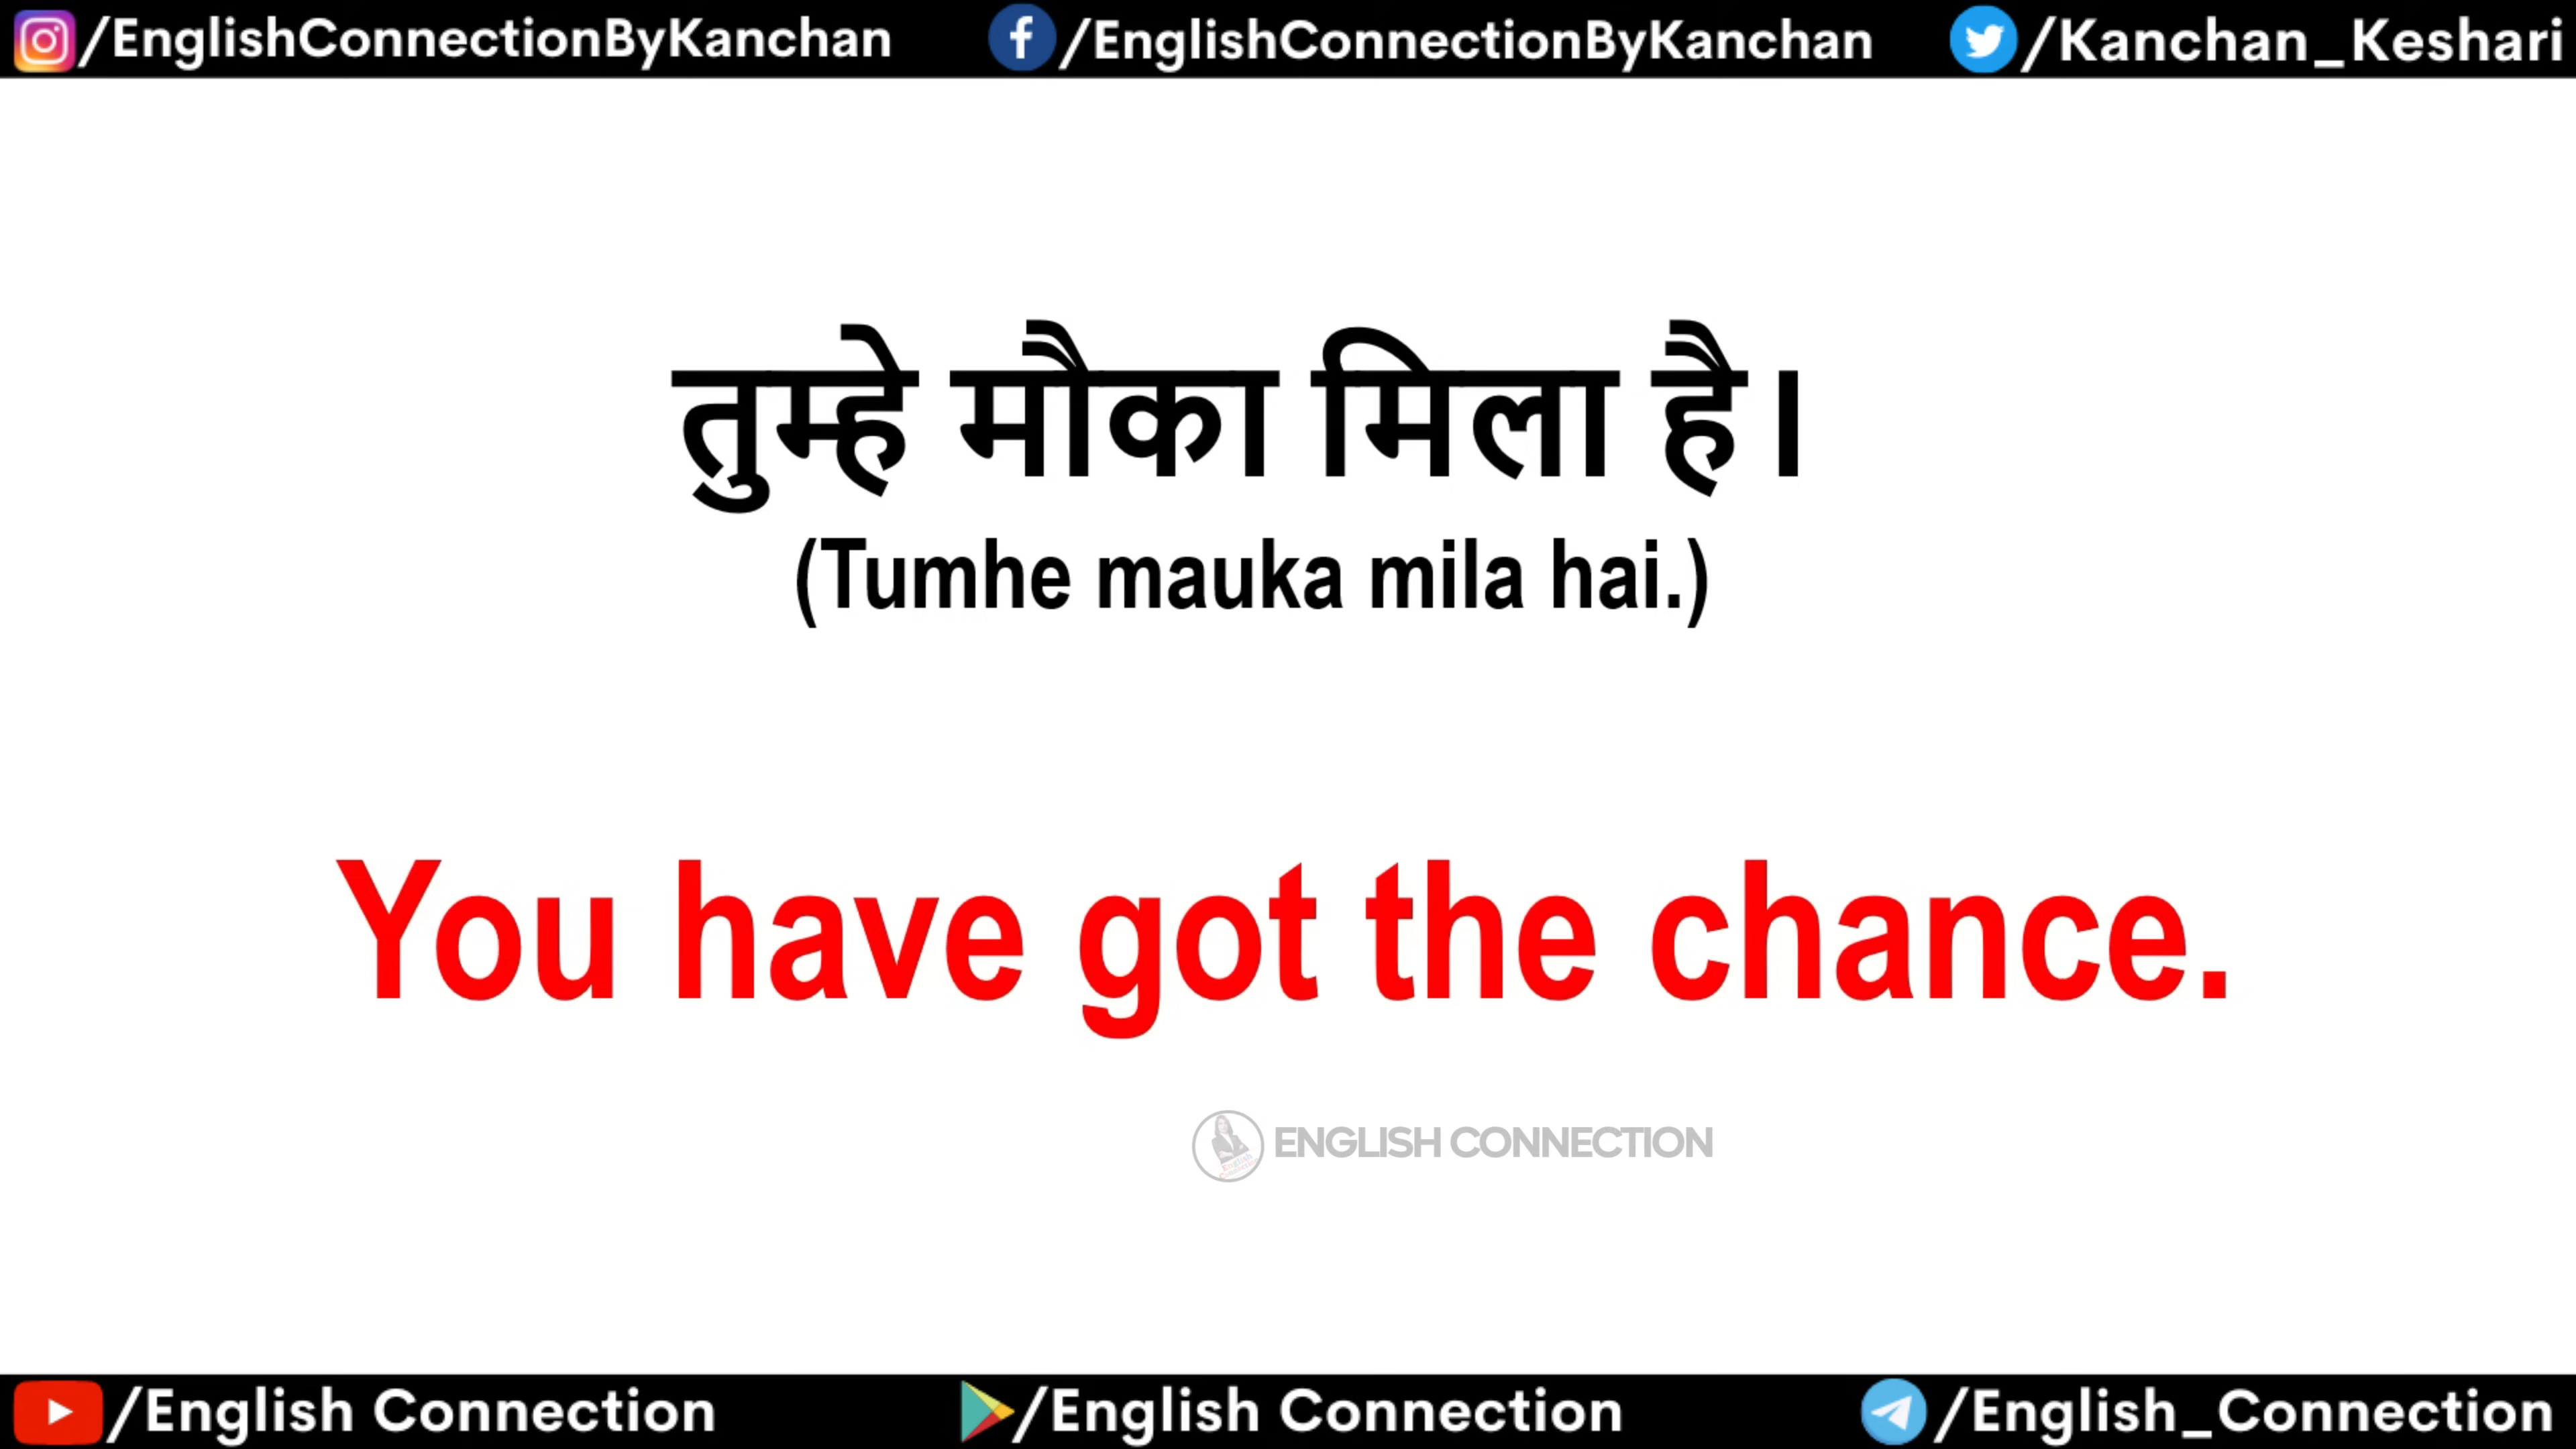 /EnglishConnectionByKanchan /EnglishConnectionByKanchan /Kanchan_Keshari
तुम्हे मौका मिला है।
(Tumhe mauka mila hai.)
You have got the chance.
ENGLISH CONNECTION
/English Connection /English Connection /English_Connection